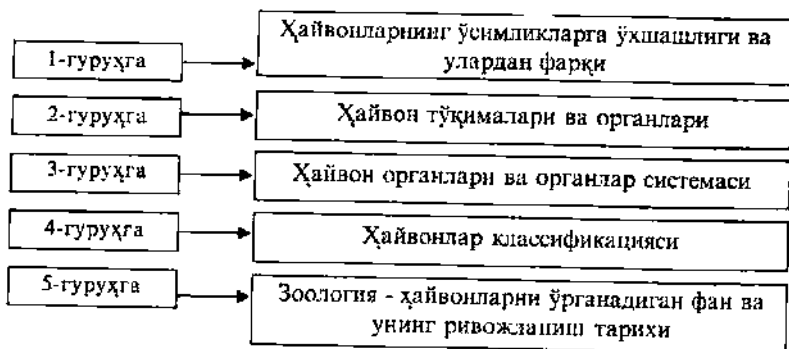 1-гуруҳга
Ҳайвонларнинг ўсимликларга ўхшашлиги ва
улардан фарқи
2-гуруҳга
Ҳайвон тўқималари ва органлари
3-гуруҳга
Ҳайвон органлари ва органлар системаси
4-гуруҳга
Ҳайвонлар классификацияси
5-гуруҳга
Зоология - ҳайвонларни ўрганадиган фан ва
унинг ривожланиш тарихи